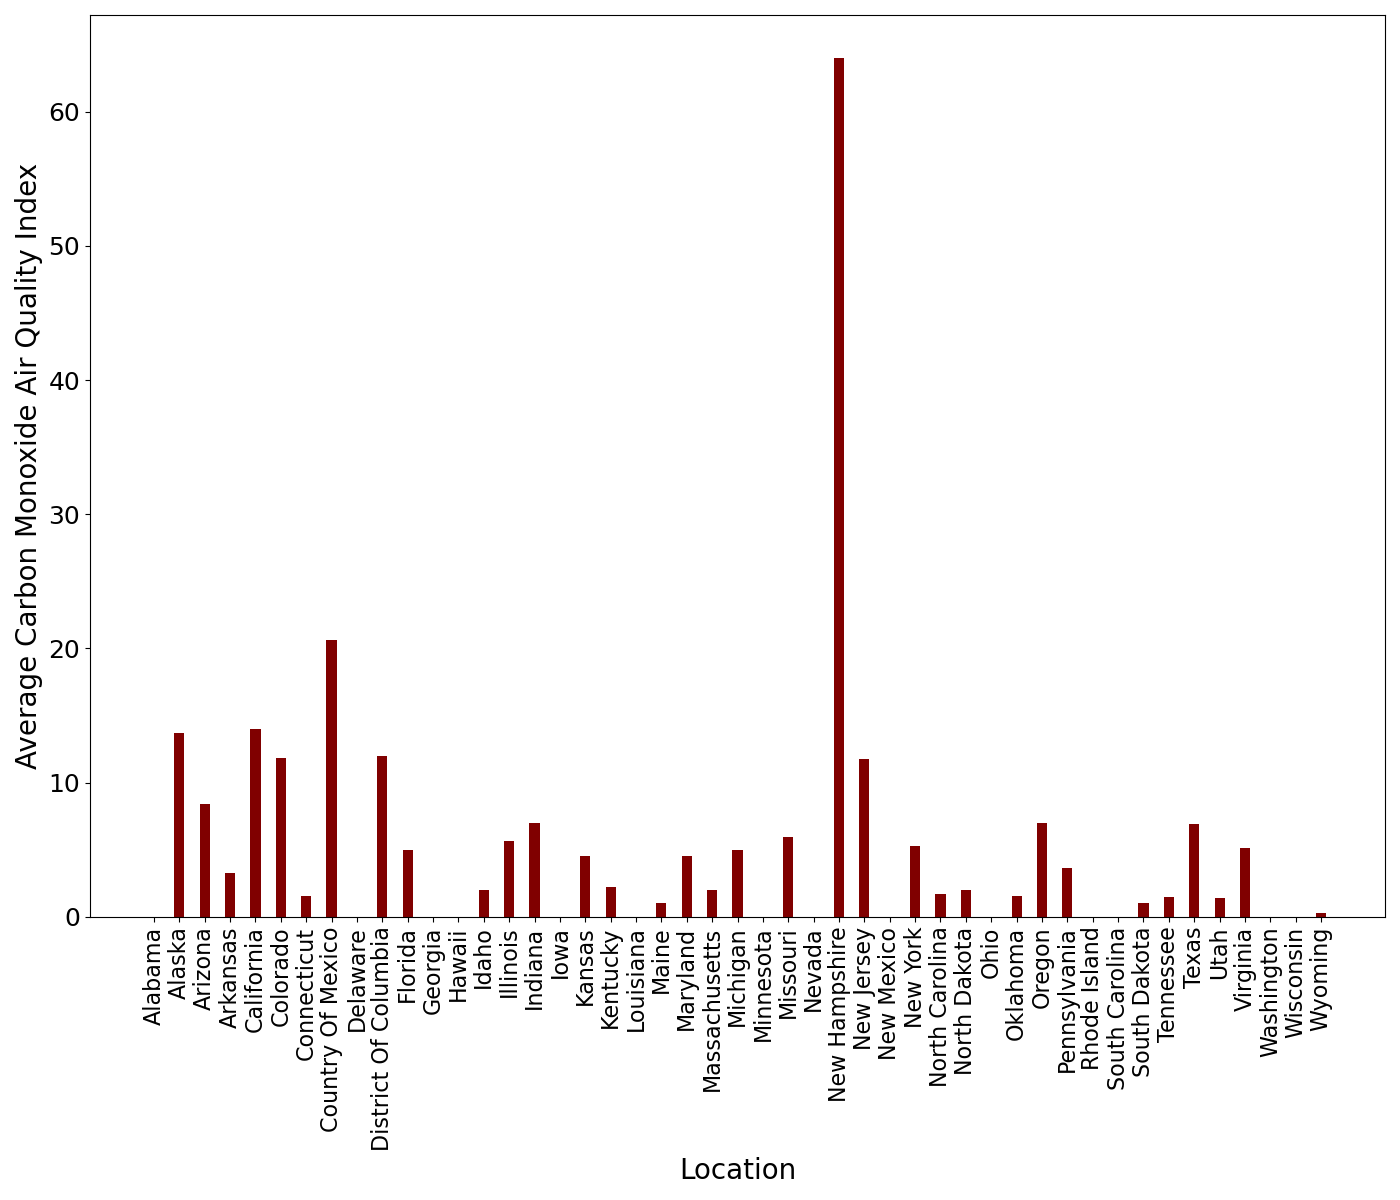 Average Carbon Monoxide Air Quality Index
60
50
40
30
20
10
0
Alabama
Alaska
Arizona
Arkansas
California
Colorado
Connecticut
Country Of Mexico
Delaware
District Of Columbia
Florida
Georgia
Hawaii
Idaho
Illinois
Indiana
Iowa
Kansas
Kentucky
Louisiana
Maine
Maryland
Massachusetts
Michigan
Minnesota
Missouri
Nevada
New Hampshire
New Jersey
New Mexico
New York
North Carolina
North Dakota
Ohio
Oklahoma
Oregon
Pennsylvania
Rhode Island
South Carolina
South Dakota
Tennessee
Texas
Utah
Virginia
Washington
Wisconsin
Wyoming
Location